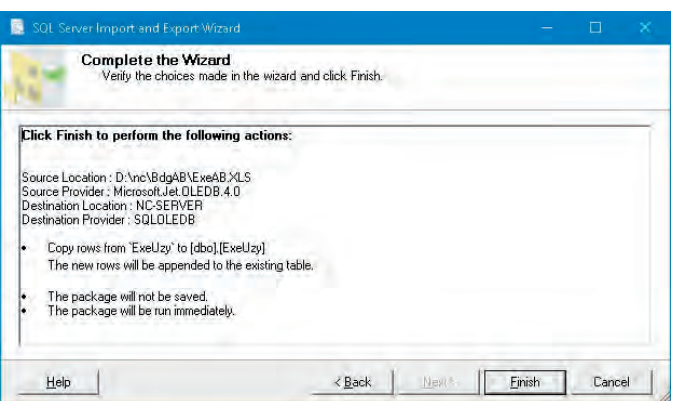 SQL Server Import and Export Wizard
Complete the Wizard
Verify the choices made in the wizard and click Finish.
Click Finish to perform the following actions:
Source Location : D:\nc\BdgAB\ExeAB.XLS
Source Provider : Microsoft.Jet.OLEDB.4.0
Destination Location : NC-SERVER
Destination Provider : SQLOLEDB
• Copy rows from `ExeUzy` to [dbo].[ExeUzy]
The new rows will be appended to the existing table.
• The package will not be saved.
• The package will be run immediately.
Help < Back Next > Finish Cancel